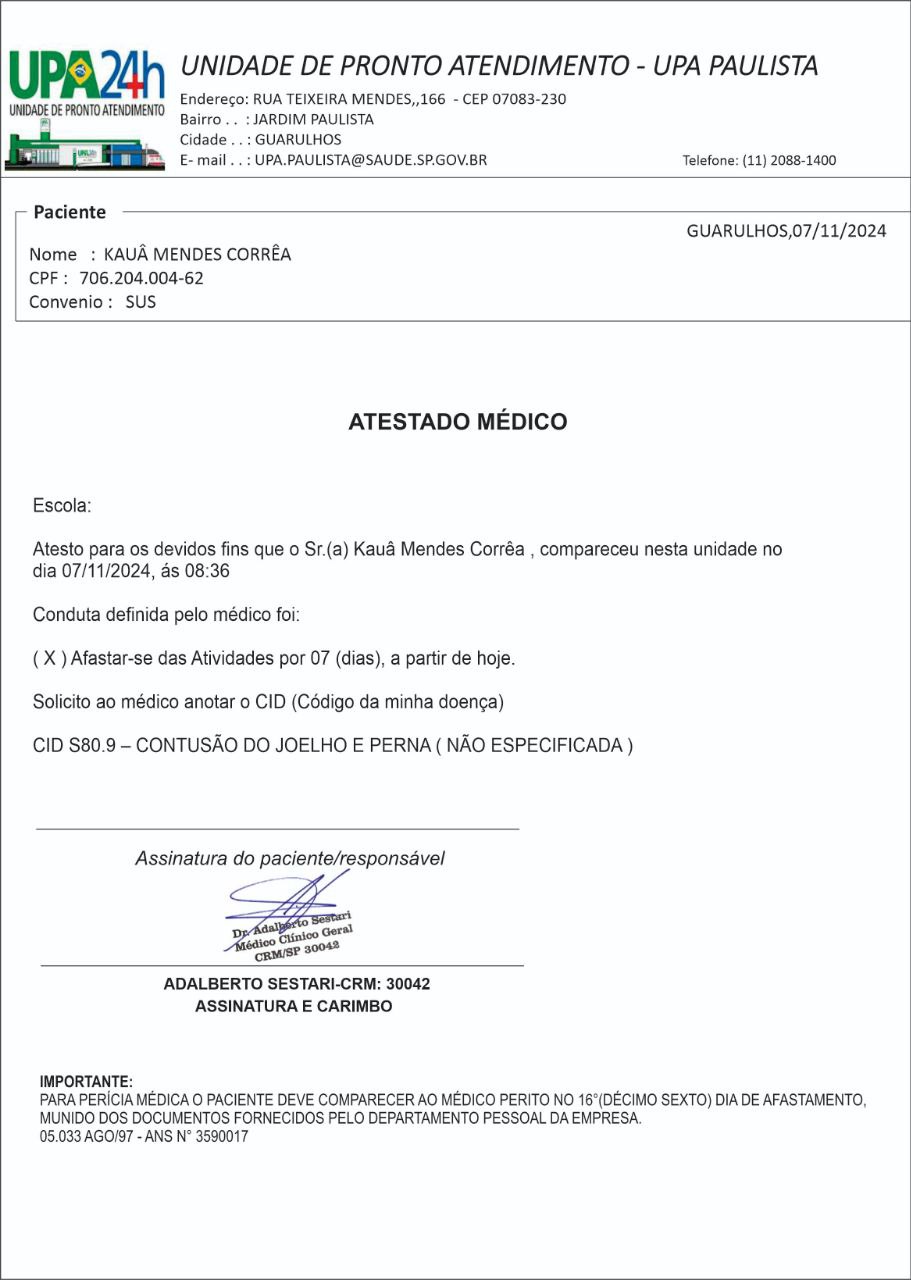 UPA24h
UNIDADE DE PRONTO ATENDIMENTO
UNIDADE DE PRONTO ATENDIMENTO - UPA PAULISTA
Endereço: RUA TEIXEIRA MENDES,,166 - CEP 07083-230
Bairro . . : JARDIM PAULISTA
Cidade . . : GUARULHOS
E- mail . . : UPA.PAULISTA@SAUDE.SP.GOV.BR Telefone: (11) 2088-1400
Paciente
GUARULHOS,07/11/2024
Nome : KAUÂ MENDES CORRÊA
CPF : 706.204.004-62
Convenio : SUS
ATESTADO MÉDICO
Escola:
Atesto para os devidos fins que o Sr.(a) Kauâ Mendes Corrêa , compareceu nesta unidade no
dia 07/11/2024, ás 08:36
Conduta definida pelo médico foi:
( X ) Afastar-se das Atividades por 07 (dias), a partir de hoje.
Solicito ao médico anotar o CID (Código da minha doença)
CID S80.9 – CONTUSÃO DO JOELHO E PERNA ( NÃO ESPECIFICADA )
Assinatura do paciente/responsável
Dr. Adalberto Sestari
Médico Clínico Geral
CRM/SP 30042
ADALBERTO SESTARI-CRM: 30042
ASSINATURA E CARIMBO
IMPORTANTE:
PARA PERÍCIA MÉDICA O PACIENTE DEVE COMPARECER AO MÉDICO PERITO NO 16°(DÉCIMO SEXTO) DIA DE AFASTAMENTO,
MUNIDO DOS DOCUMENTOS FORNECIDOS PELO DEPARTAMENTO PESSOAL DA EMPRESA.
05.033 AGO/97 - ANS N° 3590017